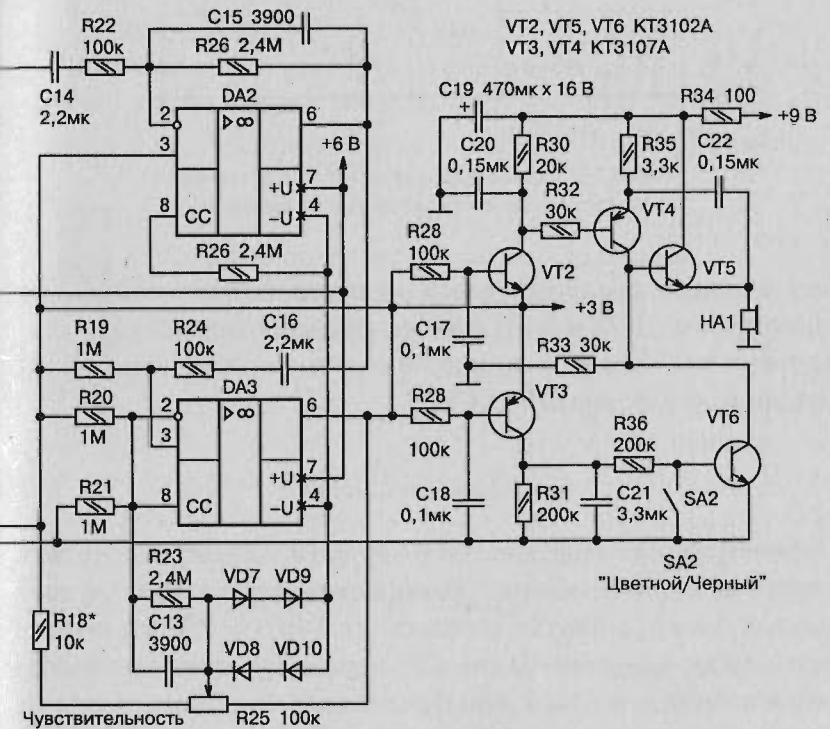 C15 3900
R22
100к
R26 2,4М
C14
2,2мк
DA2
2
3
8
▷∞
CC
6
+U
7
−U
4
+6 В
R26 2,4М
VT2, VT5, VT6 КТ3102А
VT3, VT4 КТ3107А
C19 470мк x 16 В
+
C20
0,15мк
R30
20к
R32
30к
R35
3,3к
R34 100
+9 В
C22
0,15мк
VT4
VT5
R28
100к
VT2
+3 В
HA1
C17
0,1мк
R33 30к
R19
1М
R24
100к
C16
2,2мк
R20
1М
DA3
2
3
8
▷∞
CC
6
+U
7
−U
4
R21
1М
R28
100к
VT3
VT6
R36
200к
C18
0,1мк
R31
200к
C21
3,3мк
SA2
SA2
"Цветной/Черный"
R23
2,4М
C13
3900
VD7
VD9
VD8
VD10
R18*
10к
Чувствительность
R25 100к